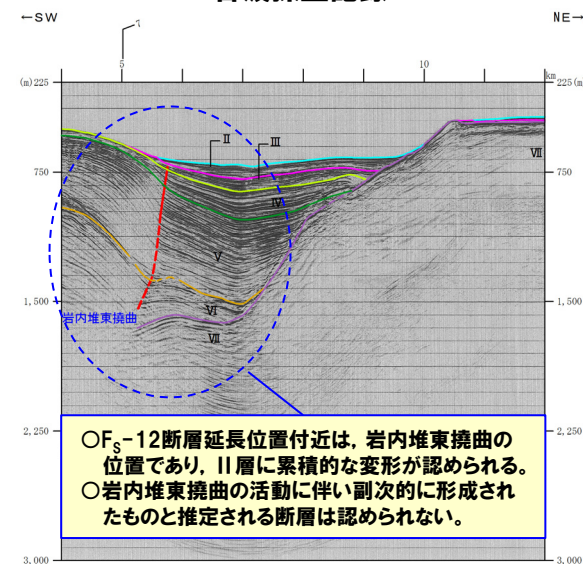 ←SW
NE→
7
5
10
km
(m)225
225(m)
Ⅱ
Ⅲ
Ⅶ
750
750
Ⅳ
Ⅴ
1,500
1,500
Ⅵ
岩内堆東撓曲
Ⅶ
2,250
2,250
○FS-12断層延長位置付近は，岩内堆東撓曲の
位置であり，Ⅱ層に累積的な変形が認められる。
○岩内堆東撓曲の活動に伴い副次的に形成され
たものと推定される断層は認められない。
3,000
3,000